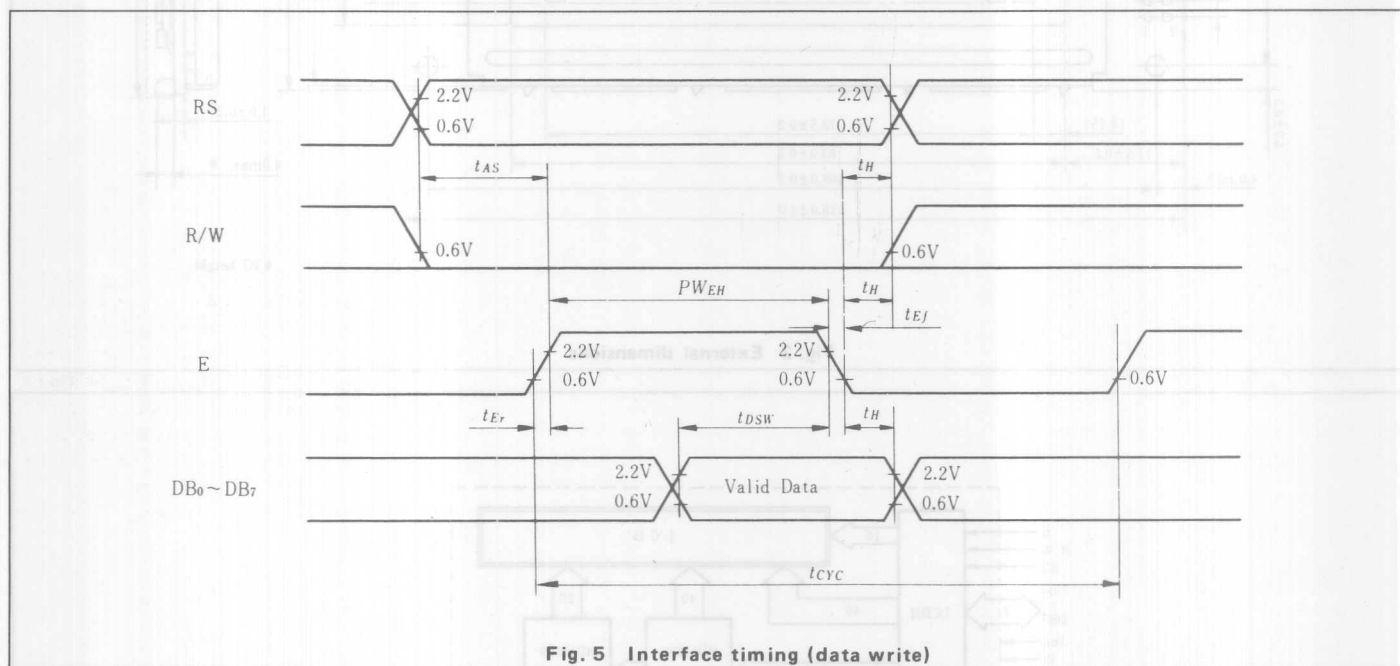 RS
2.2V
0.6V
2.2V
0.6V
tAS
tH
R/W
0.6V
0.6V
PWEH
tH
tEf
E
2.2V
0.6V
2.2V
0.6V
0.6V
tEr
tDSW
tH
DB0~DB7
2.2V
0.6V
Valid Data
2.2V
0.6V
tCYC
Fig. 5 Interface timing (data write)